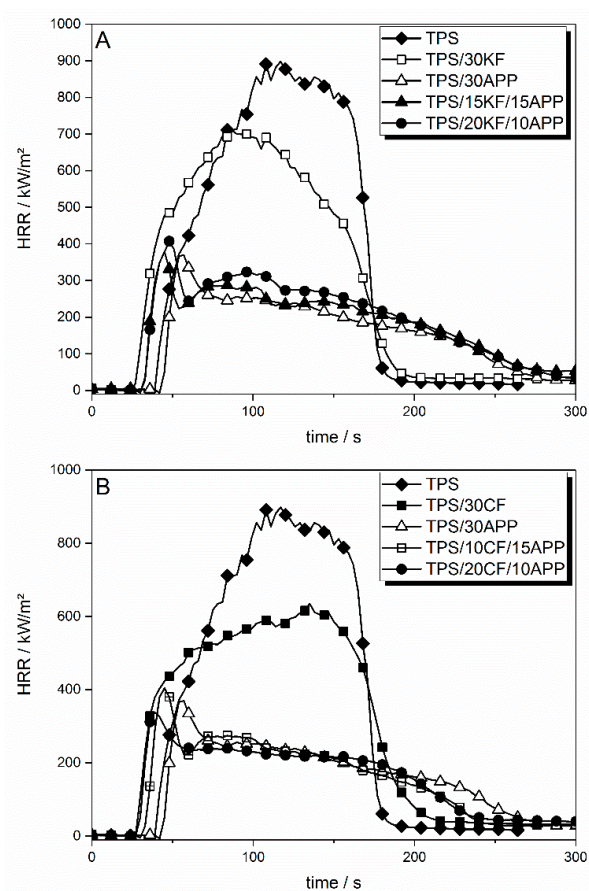 A
TPS
TPS/30KF
TPS/30APP
TPS/15KF/15APP
TPS/20KF/10APP
HRR / kW/m²
900
800
700
600
500
400
300
200
100
0
0 100 200 300
time / s
B
TPS
TPS/30CF
TPS/30APP
TPS/10CF/15APP
TPS/20CF/10APP
HRR / kW/m²
1000
800
600
400
200
0
0 100 200 300
time / s